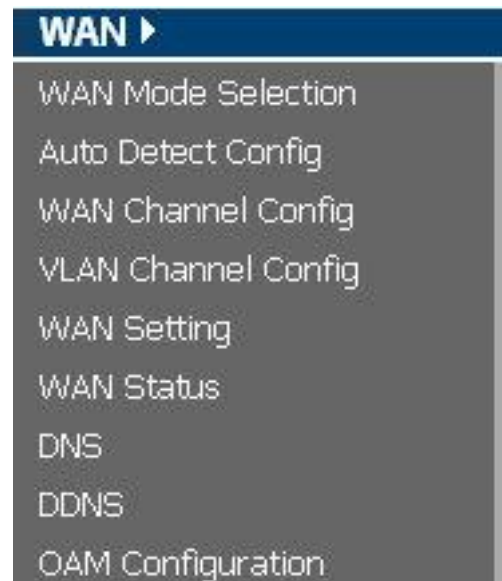 WAN
WAN Mode Selection
Auto Detect Config
WAN Channel Config
VLAN Channel Config
WAN Setting
WAN Status
DNS
DDNS
OAM Configuration